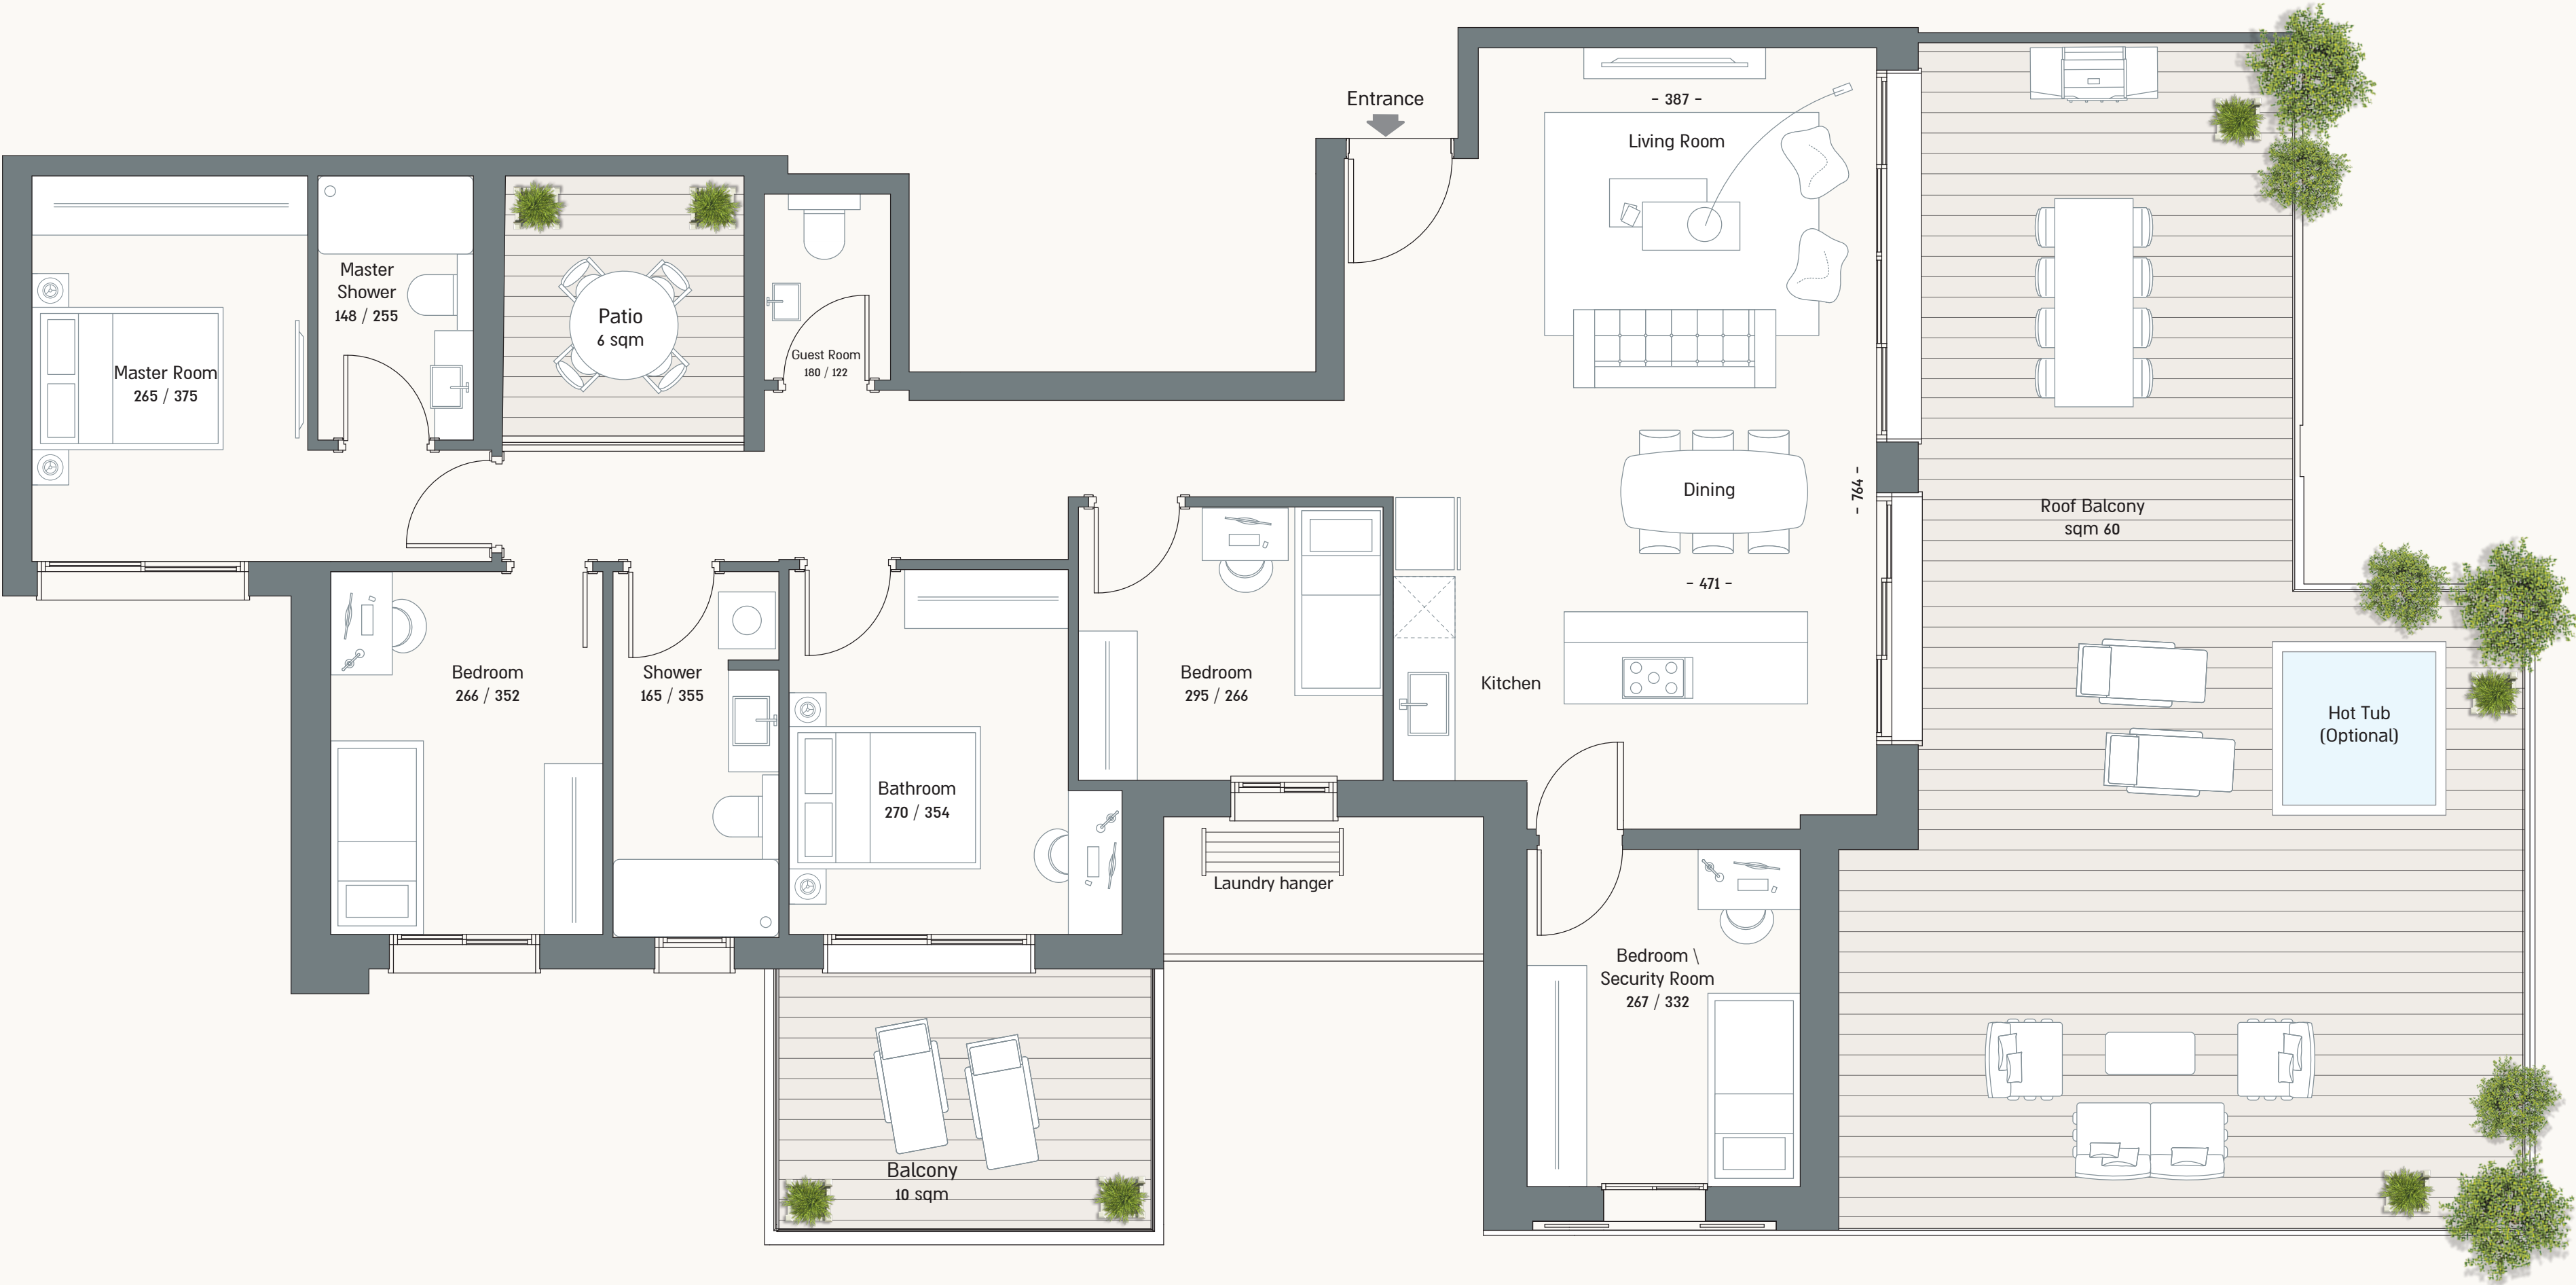 Entrance
- 387 -
Living Room
Master
Shower
148 / 255
Patio
6 sqm
Guest Room
180 / 122
Master Room
265 / 375
Dining
- 764 -
- 471 -
Roof Balcony
sqm 60
Bedroom
266 / 352
Shower
165 / 355
Bedroom
295 / 266
Kitchen
Hot Tub
(Optional)
Bathroom
270 / 354
Laundry hanger
Bedroom \
Security Room
267 / 332
Balcony
10 sqm